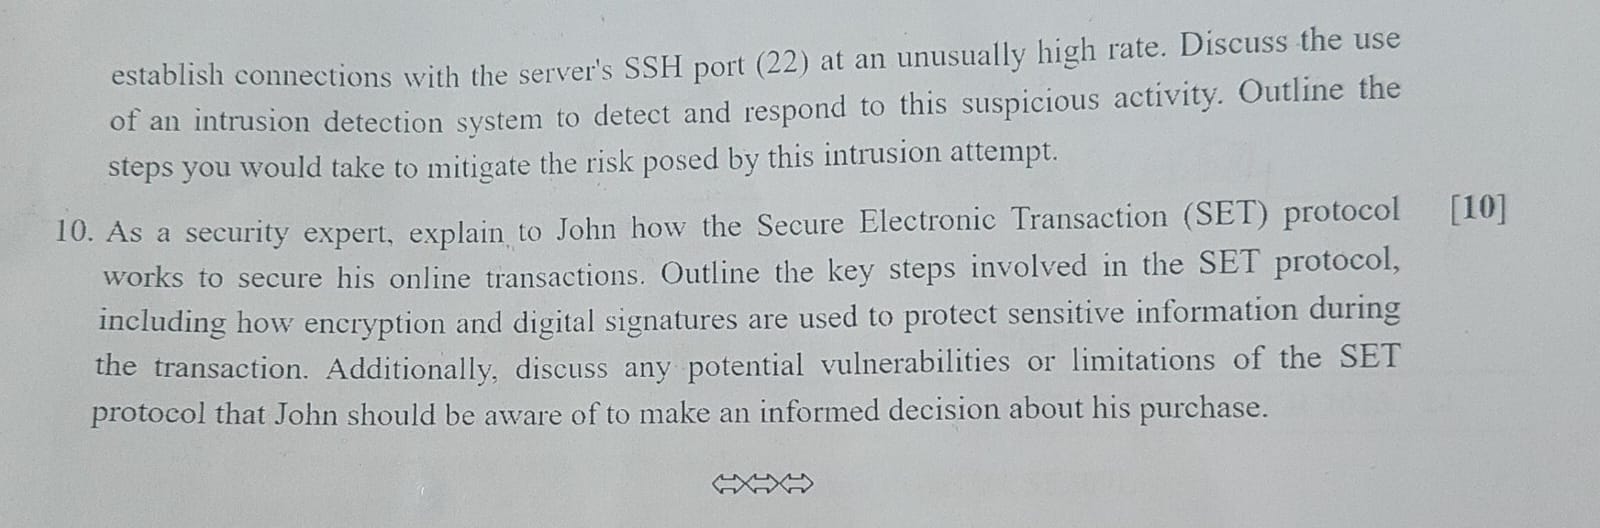 establish connections with the server's SSH port (22) at an unusually high rate. Discuss the use
of an intrusion detection system to detect and respond to this suspicious activity. Outline the
steps you would take to mitigate the risk posed by this intrusion attempt.
10. As a security expert, explain to John how the Secure Electronic Transaction (SET) protocol [10]
works to secure his online transactions. Outline the key steps involved in the SET protocol,
including how encryption and digital signatures are used to protect sensitive information during
the transaction. Additionally, discuss any potential vulnerabilities or limitations of the SET
protocol that John should be aware of to make an informed decision about his purchase.